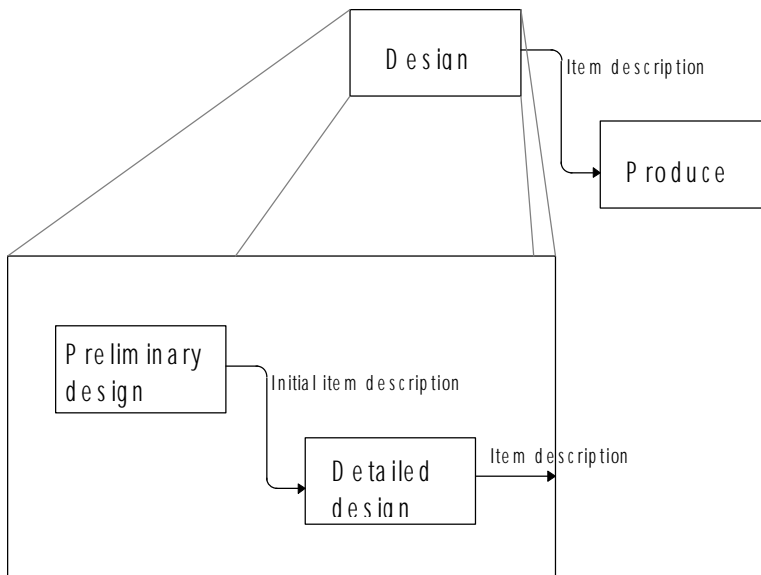 Design
Item description
Produce
Preliminary
design
Initial item description
Detailed
design
Item description